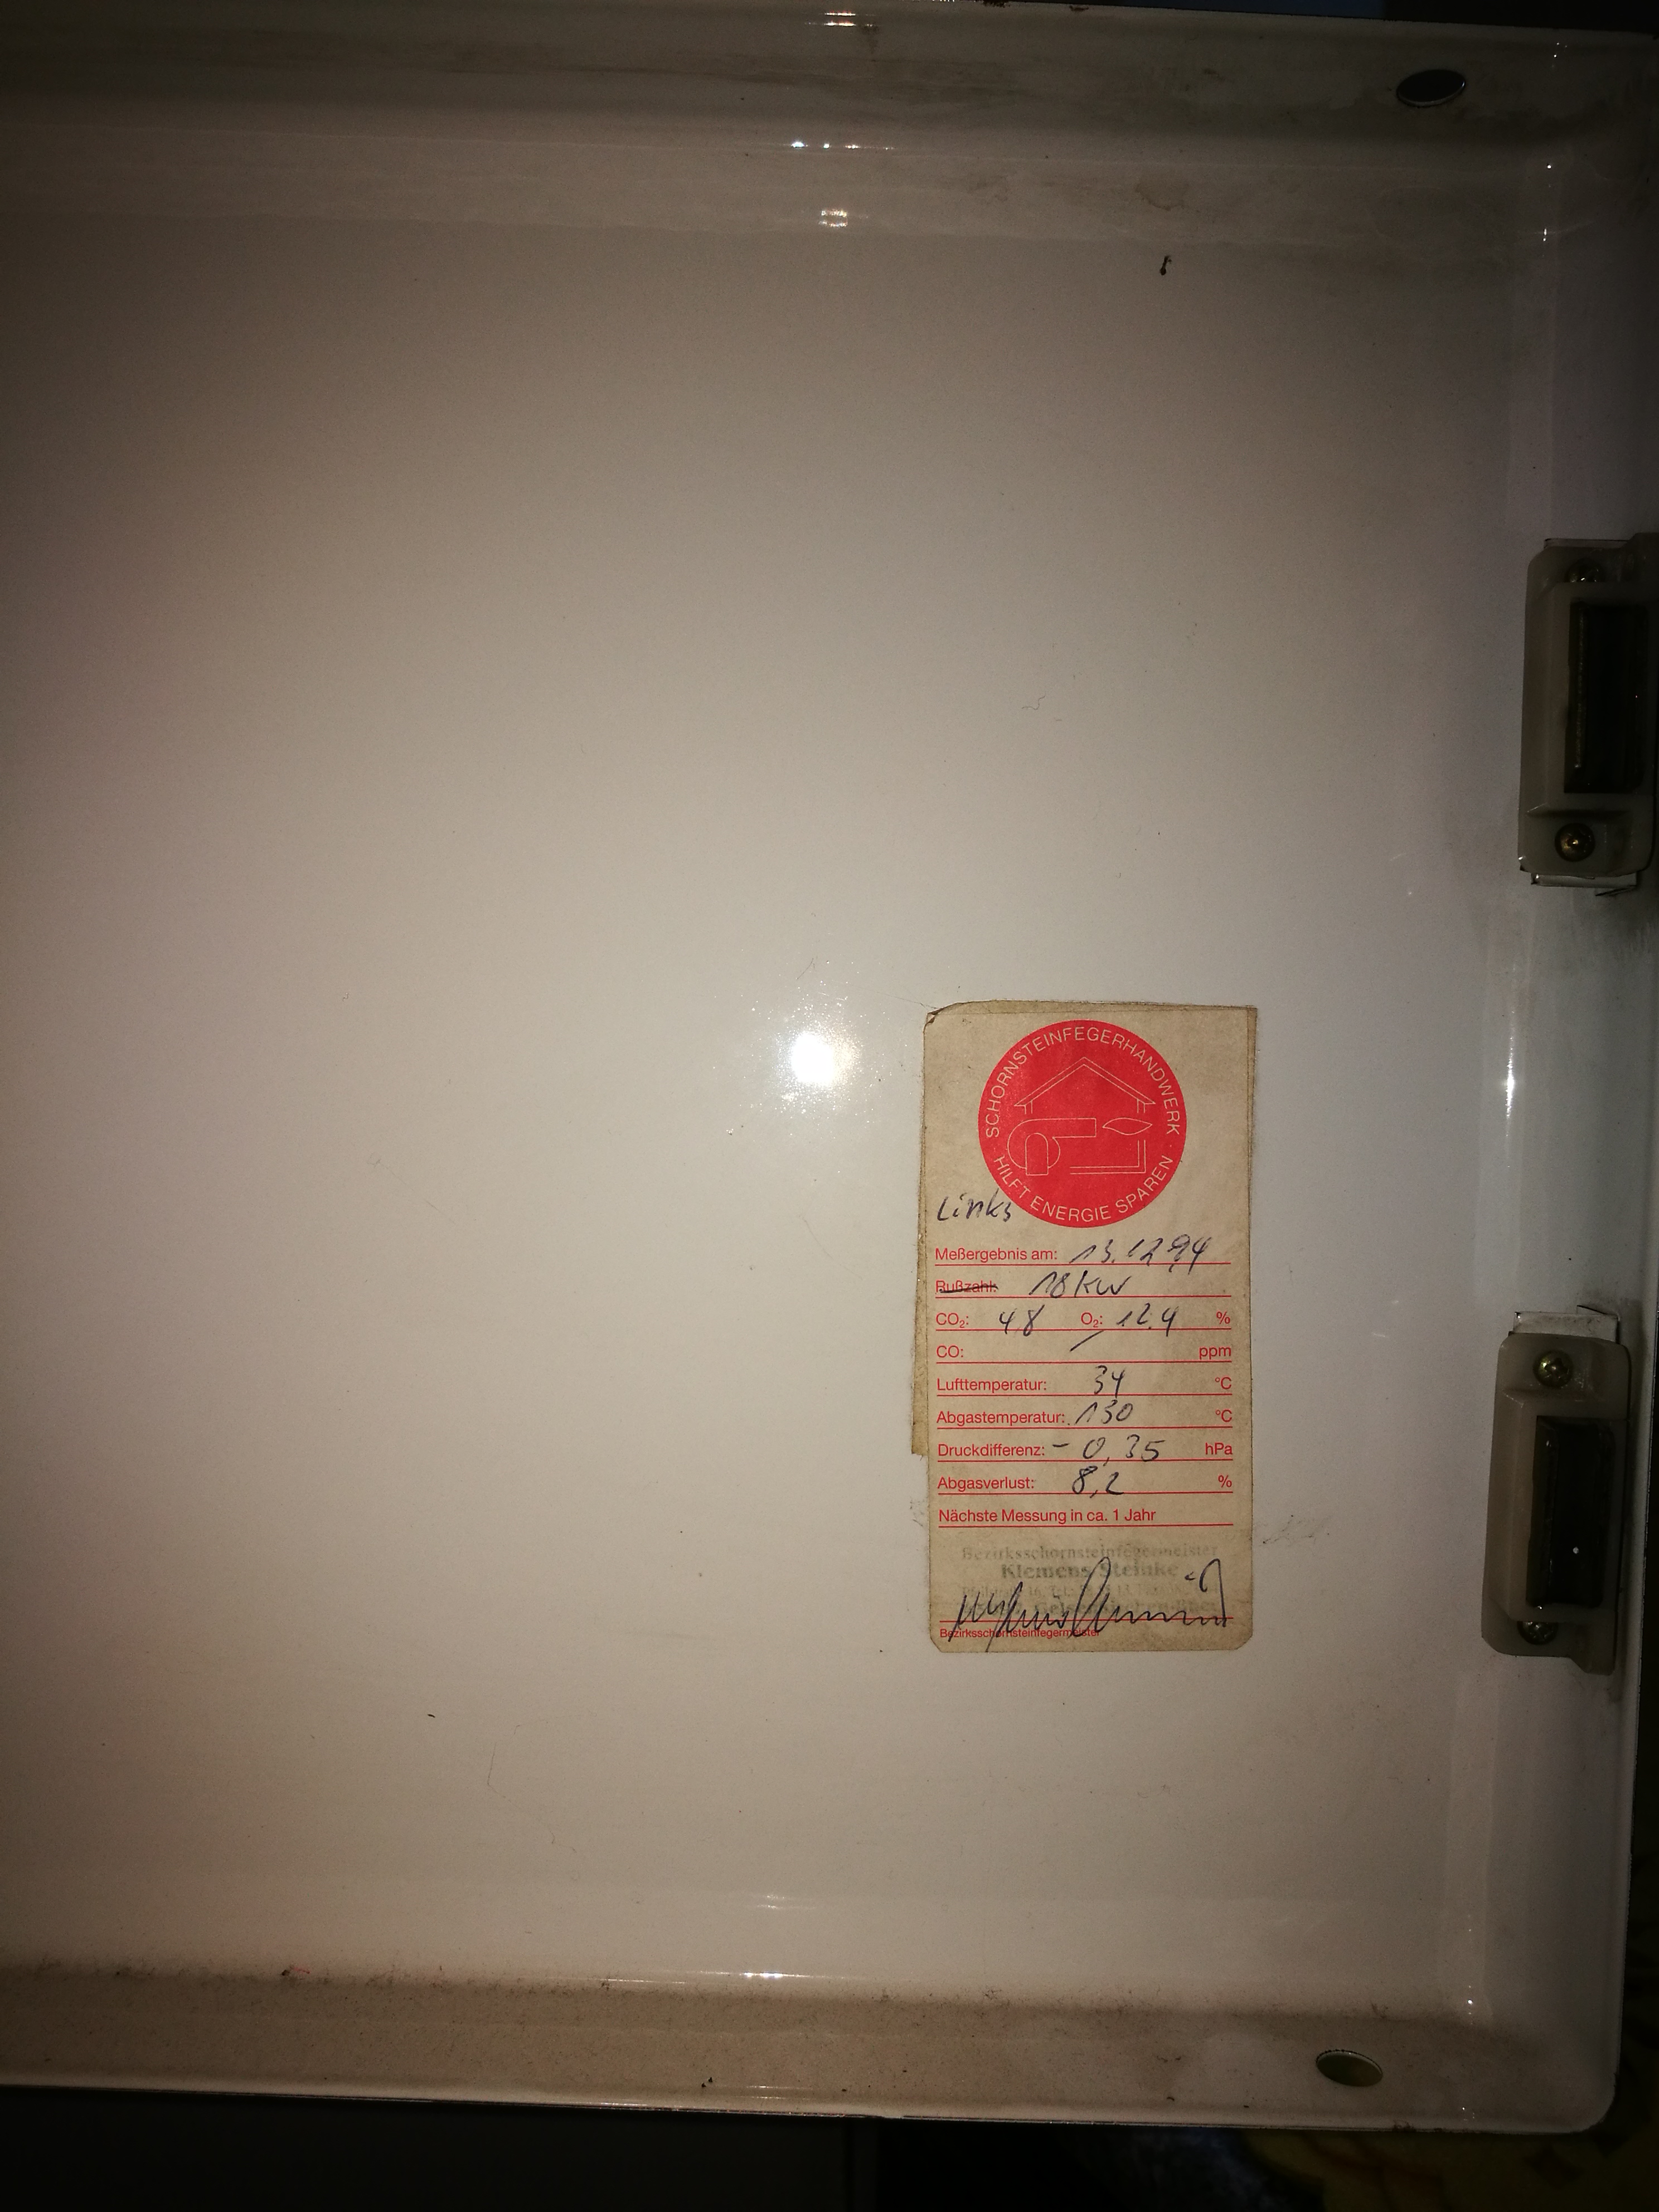 SCHORNSTEINFEGERHANDWERK
HILFT ENERGIE SPAREN
Links
Meßergebnis am: 13.12.94
Rußzahl: 18 KW
CO₂: 4 8 O₂: 12.4 %
CO: / ppm
Lufttemperatur: 34 °C
Abgastemperatur: 130 °C
Druckdifferenz: - 0,35 hPa
Abgasverlust: 8,2 %
Nächste Messung in ca. 1 Jahr
Bezirksschornsteinfegermeister
Klemens Steinke
Bezirksschornsteinfegermeister